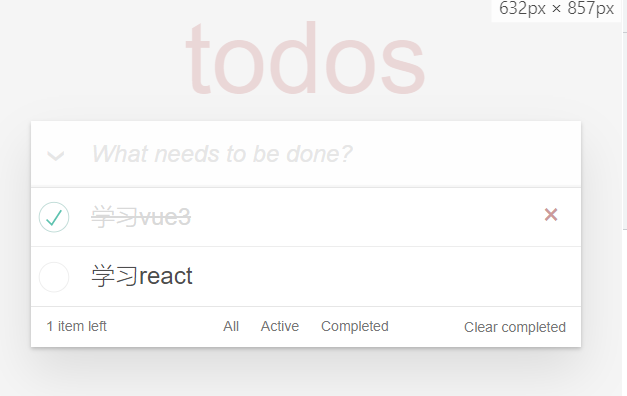 632px × 857px
todos
What needs to be done?
学习vue3
学习react
1 item left All Active Completed Clear completed